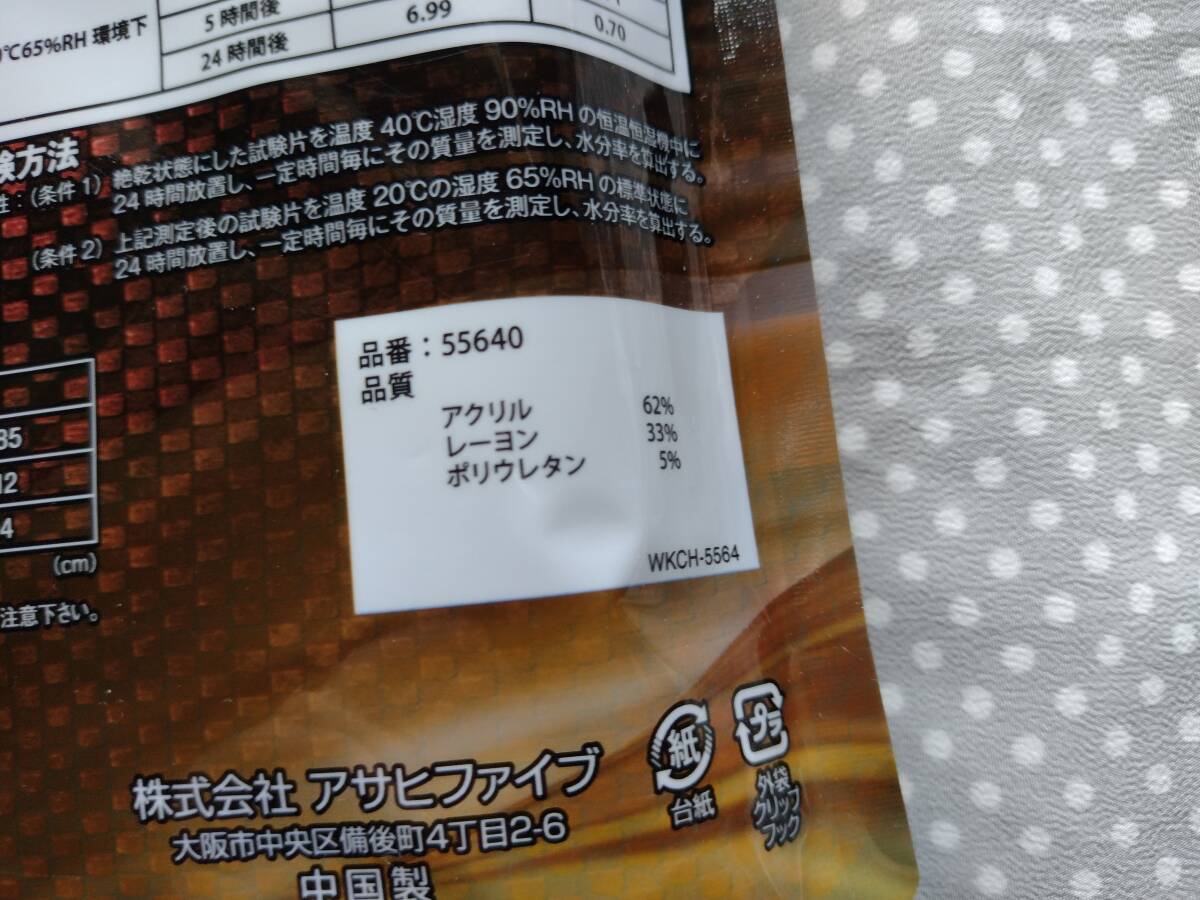 5時間後 6.99
℃65%RH 環境下
24時間後 0.70
験方法
性：(条件1) 絶乾状態にした試験片を温度 40℃湿度 90%RH の恒温恒湿機中に
24時間放置し、一定時間毎にその質量を測定し、水分率を算出する。
(条件2) 上記測定後の試験片を温度 20℃の湿度 65%RH の標準状態に
24時間放置し、一定時間毎にその質量を測定し、水分率を算出する。
品番：55640
品質
アクリル 62%
レーヨン 33%
ポリウレタン 5%
WKCH-5564
35
12
4
(cm)
注意下さい。
紙
台紙
プラ
外袋
クリップ
フック
株式会社 アサヒファイブ
大阪市中央区備後町4丁目2-6
中国製